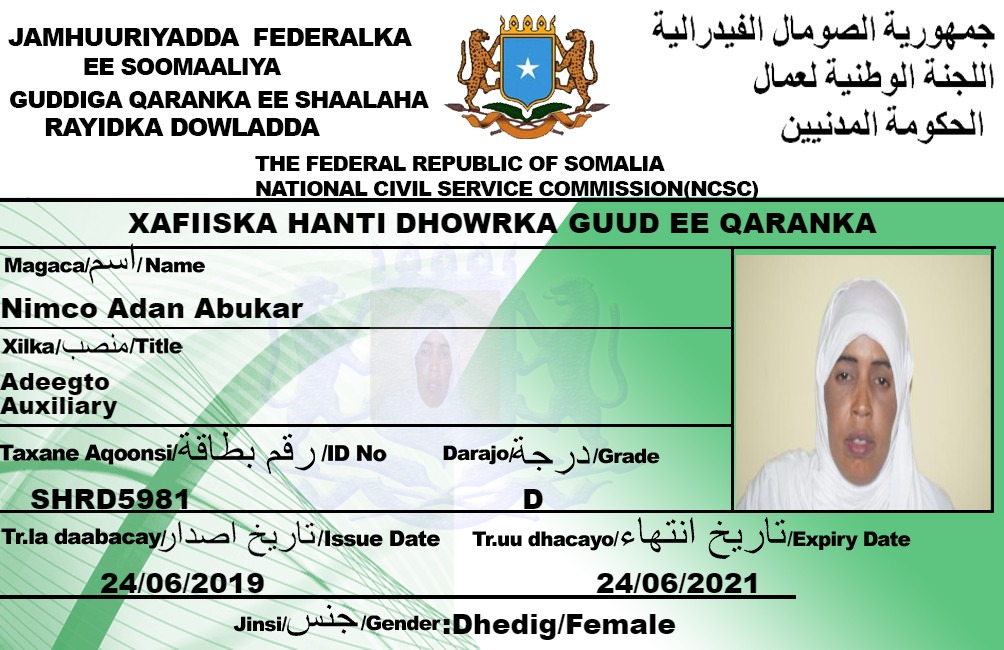 JAMHUURIYADDA FEDERALKA
EE SOOMAALIYA
GUDDIGA QARANKA EE SHAALAHA
RAYIDKA DOWLADDA
جمهورية الصومال الفيدرالية
اللجنة الوطنية لعمال
الحكومة المدنيين
THE FEDERAL REPUBLIC OF SOMALIA
NATIONAL CIVIL SERVICE COMMISSION(NCSC)
XAFIISKA HANTI DHOWRKA GUUD EE QARANKA
Magaca/اسم/Name
Nimco Adan Abukar
Xilka/منصب/Title
Adeegto
Auxiliary
Taxane Aqoonsi/رقم بطاقة/ID No
SHRD5981
Darajo/درجة/Grade
D
Tr.la daabacay/تاريخ اصدار/Issue Date
24/06/2019
Tr.uu dhacayo/تاريخ انتهاء/Expiry Date
24/06/2021
Jinsi/جنس/Gender:Dhedig/Female